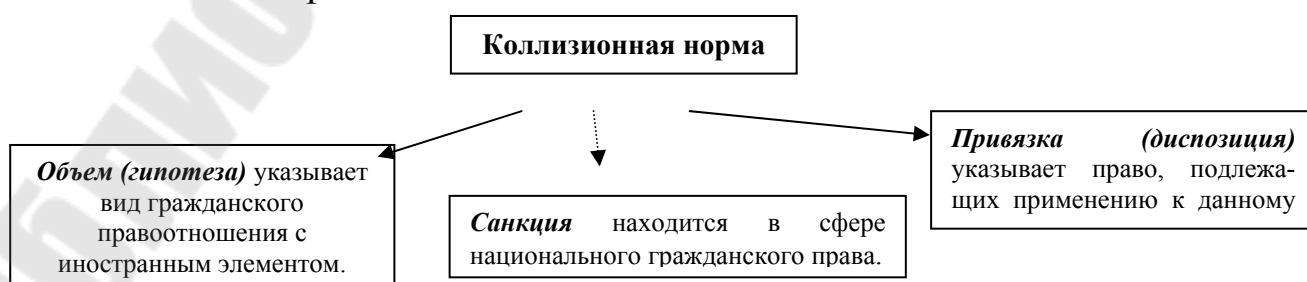 Коллизионная норма
Объем (гипотеза) указывает
вид гражданского
правоотношения с
иностранным элементом.
Санкция находится в сфере
национального гражданского права.
Привязка (диспозиция)
указывает право, подлежа-
щих применению к данному